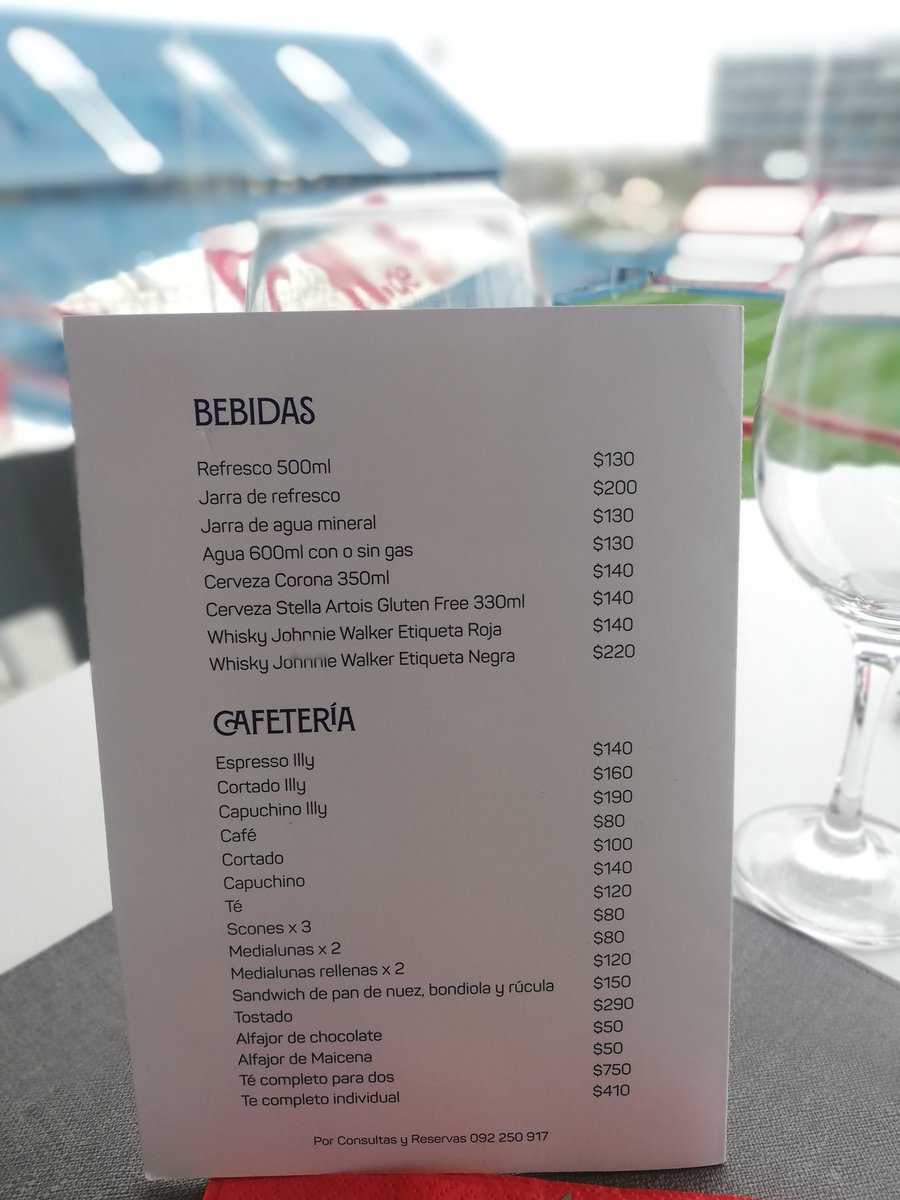 BEBIDAS
Refresco 500ml $130
Jarra de refresco $200
Jarra de agua mineral $130
Agua 600ml con o sin gas $130
Cerveza Corona 350ml $140
Cerveza Stella Artois Gluten Free 330ml $140
Whisky Johnnie Walker Etiqueta Roja $140
Whisky Johnnie Walker Etiqueta Negra $220
CAFETERÍA
Espresso Illy $140
Cortado Illy $160
Capuchino Illy $190
Café $80
Cortado $100
Capuchino $140
Té $120
Scones x 3 $80
Medialunas x 2 $80
Medialunas rellenas x 2 $120
Sandwich de pan de nuez, bondiola y rúcula $150
Tostado $290
Alfajor de chocolate $50
Alfajor de Maicena $50
Té completo para dos $750
Te completo individual $410
Por Consultas y Reservas 092 250 917